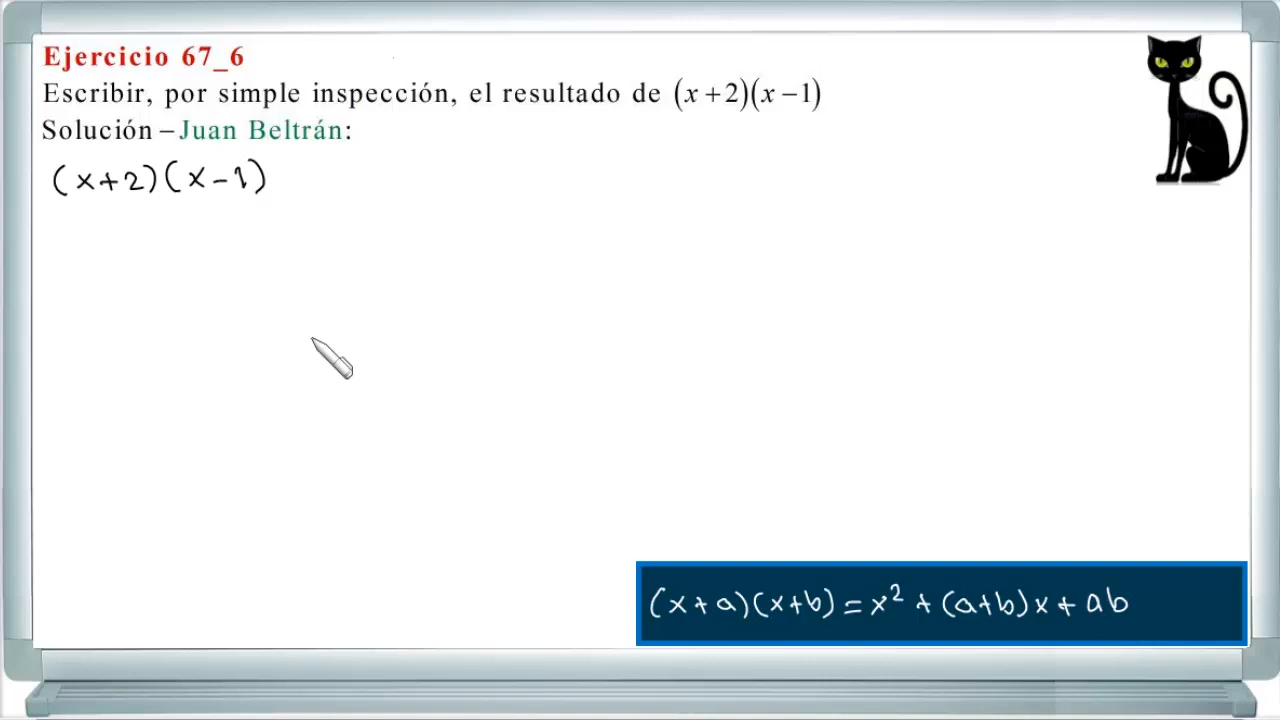 Ejercicio 67_6
Escribir, por simple inspección, el resultado de (x+2)(x−1)
Solución – Juan Beltrán:
(x+2)(x-1)
(x+a)(x+b)=x²+(a+b)x+ab